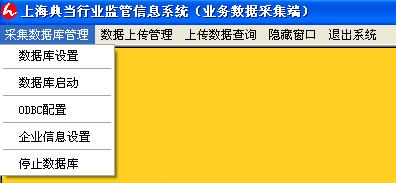 上海典当行业监管信息系统（业务数据采集端）
采集数据库管理 数据上传管理 上传数据查询 隐藏窗口 退出系统
数据库设置
数据库启动
ODBC配置
企业信息设置
停止数据库